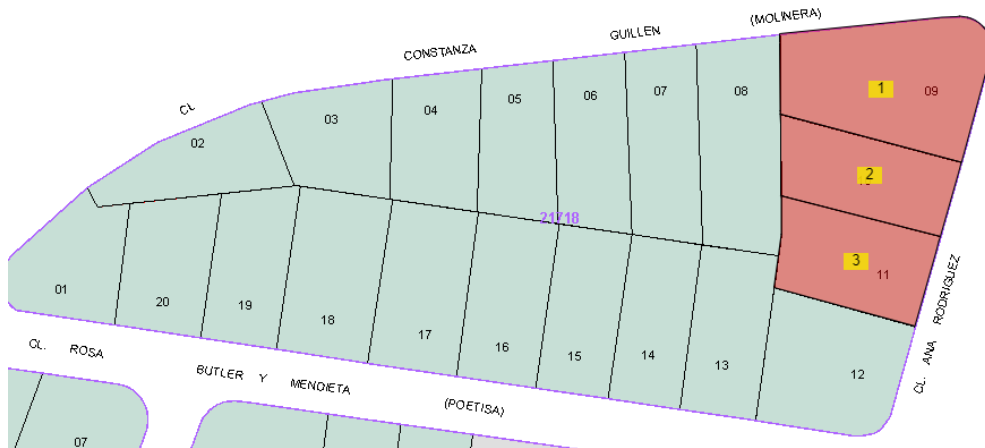 CL CONSTANZA GUILLEN (MOLINERA)
1 09
02 03 04 05 06 07 08
2
21718
3 11
01 20 19 18 17 16 15 14 13 12
CL. ANA RODRIGUEZ
CL. ROSA BUTLER Y MENDIETA (POETISA)
07